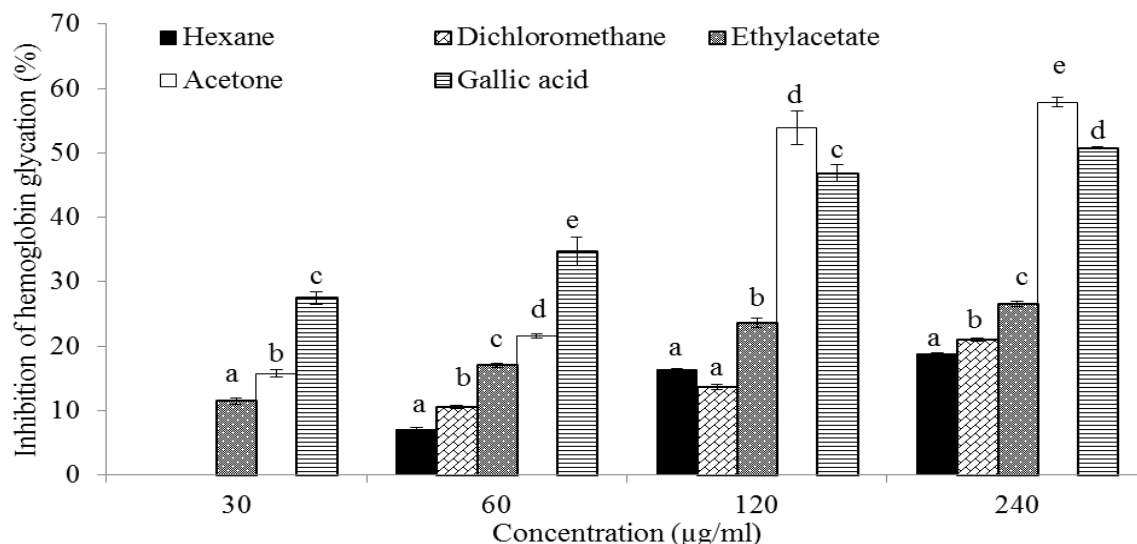 Inhibition of hemoglobin glycation (%)
70
60
50
40
30
20
10
0
Hexane Dichloromethane Ethylacetate
Acetone Gallic acid
a b c
a b c d e
a a b d c
a b c e d
30 60 120 240
Concentration (µg/ml)